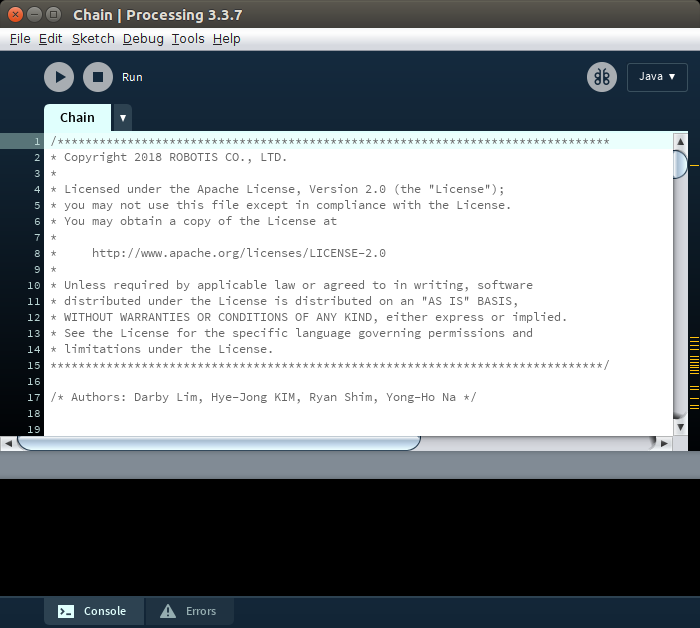 Chain | Processing 3.3.7
File Edit Sketch Debug Tools Help
Run
Java ▼
Chain ▼
1 /*******************************************************************************
2 * Copyright 2018 ROBOTIS CO., LTD.
3 *
4 * Licensed under the Apache License, Version 2.0 (the "License");
5 * you may not use this file except in compliance with the License.
6 * You may obtain a copy of the License at
7 *
8 *     http://www.apache.org/licenses/LICENSE-2.0
9 *
10 * Unless required by applicable law or agreed to in writing, software
11 * distributed under the License is distributed on an "AS IS" BASIS,
12 * WITHOUT WARRANTIES OR CONDITIONS OF ANY KIND, either express or implied.
13 * See the License for the specific language governing permissions and
14 * limitations under the License.
15 *******************************************************************************/
16
17 /* Authors: Darby Lim, Hye-Jong KIM, Ryan Shim, Yong-Ho Na */
18
19
Console Errors